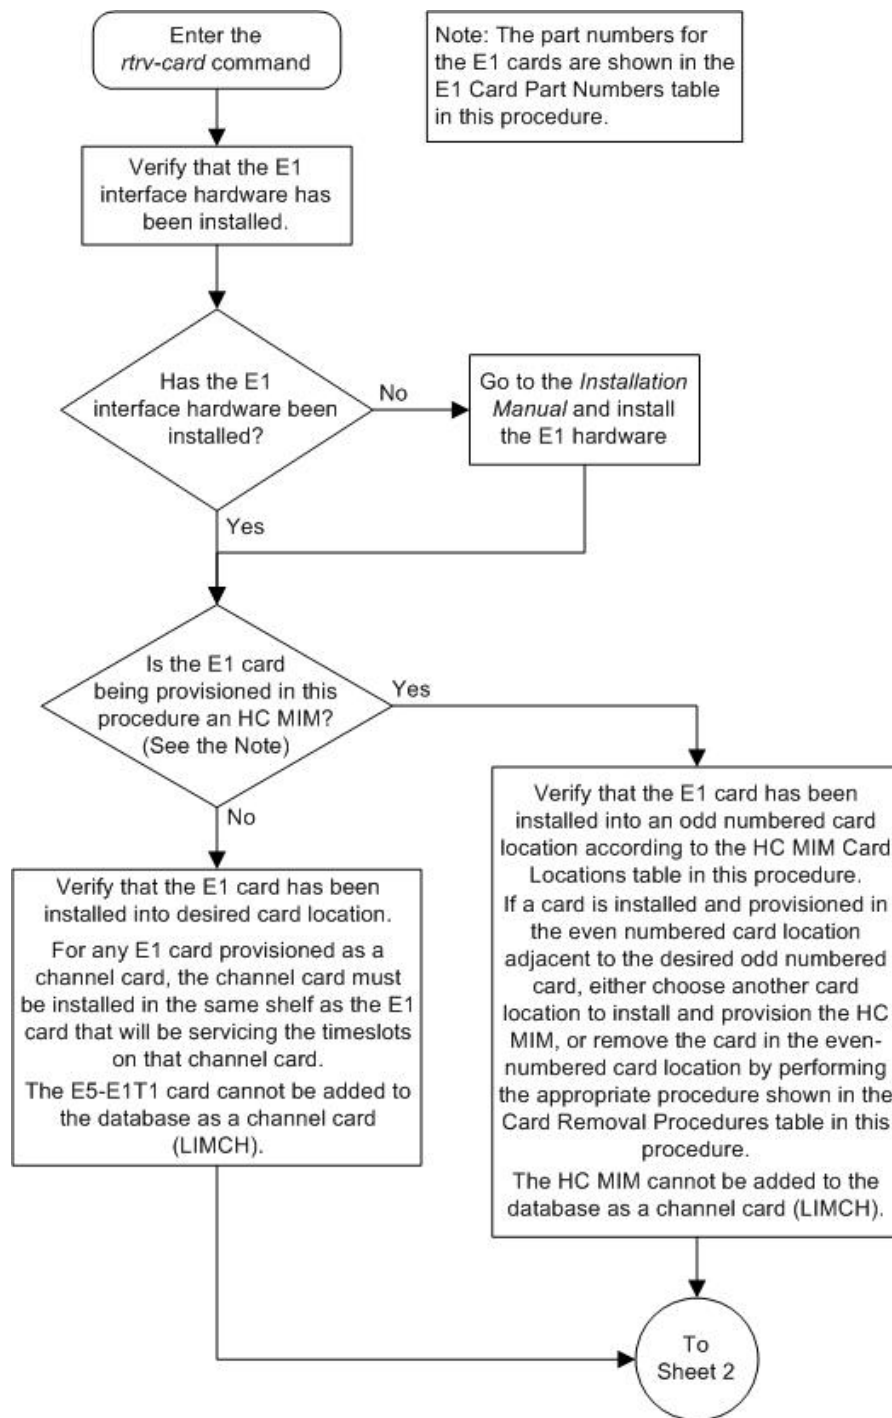 Enter the
rtrv-card command
Note: The part numbers for
the E1 cards are shown in the
E1 Card Part Numbers table
in this procedure.
Verify that the E1
interface hardware has
been installed.
Has the E1
interface hardware been
installed?
No
Go to the Installation
Manual and install
the E1 hardware
Yes
Is the E1 card
being provisioned in this
procedure an HC MIM?
(See the Note)
Yes
No
Verify that the E1 card has been
installed into desired card location.
For any E1 card provisioned as a
channel card, the channel card must
be installed in the same shelf as the E1
card that will be servicing the timeslots
on that channel card.
The E5-E1T1 card cannot be added to
the database as a channel card
(LIMCH).
Verify that the E1 card has been
installed into an odd numbered card
location according to the HC MIM Card
Locations table in this procedure.
If a card is installed and provisioned in
the even numbered card location
adjacent to the desired odd numbered
card, either choose another card
location to install and provision the HC
MIM, or remove the card in the even-
numbered card location by performing
the appropriate procedure shown in the
Card Removal Procedures table in this
procedure.
The HC MIM cannot be added to the
database as a channel card (LIMCH).
To
Sheet 2